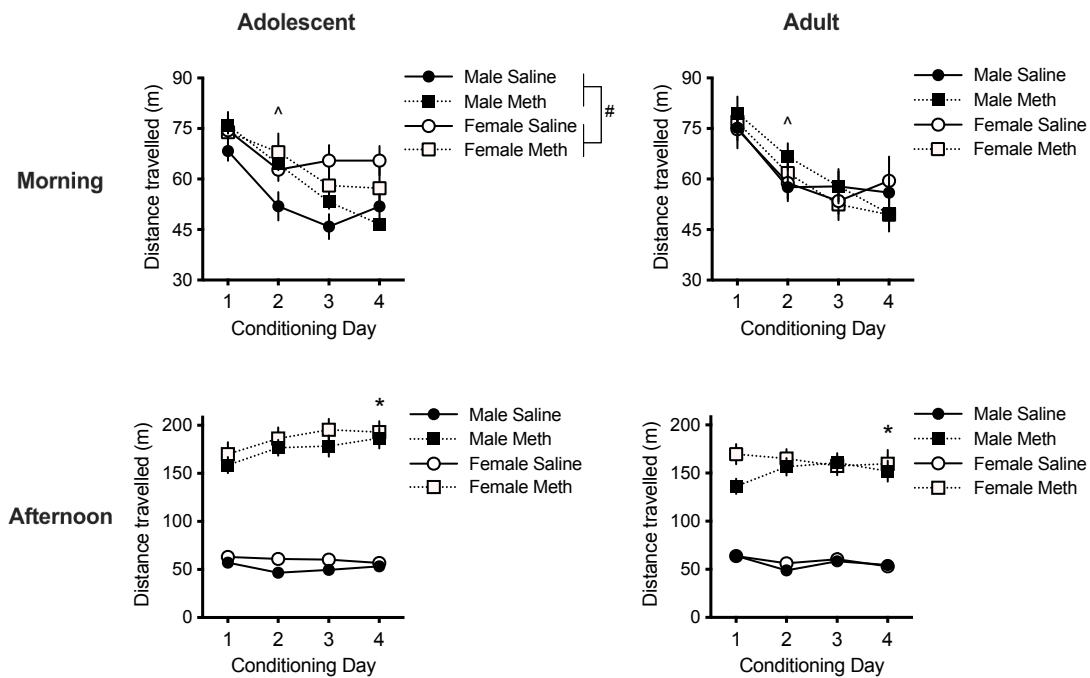 Adolescent
Adult
Morning
Distance travelled (m)
90
75
60
45
30
^
1 2 3 4
Conditioning Day
Male Saline
Male Meth
Female Saline
Female Meth
#
Distance travelled (m)
90
75
60
45
30
^
1 2 3 4
Conditioning Day
Male Saline
Male Meth
Female Saline
Female Meth
Afternoon
Distance travelled (m)
200
150
100
50
0
*
1 2 3 4
Conditioning Day
Male Saline
Male Meth
Female Saline
Female Meth
Distance travelled (m)
200
150
100
50
0
*
1 2 3 4
Conditioning Day
Male Saline
Male Meth
Female Saline
Female Meth